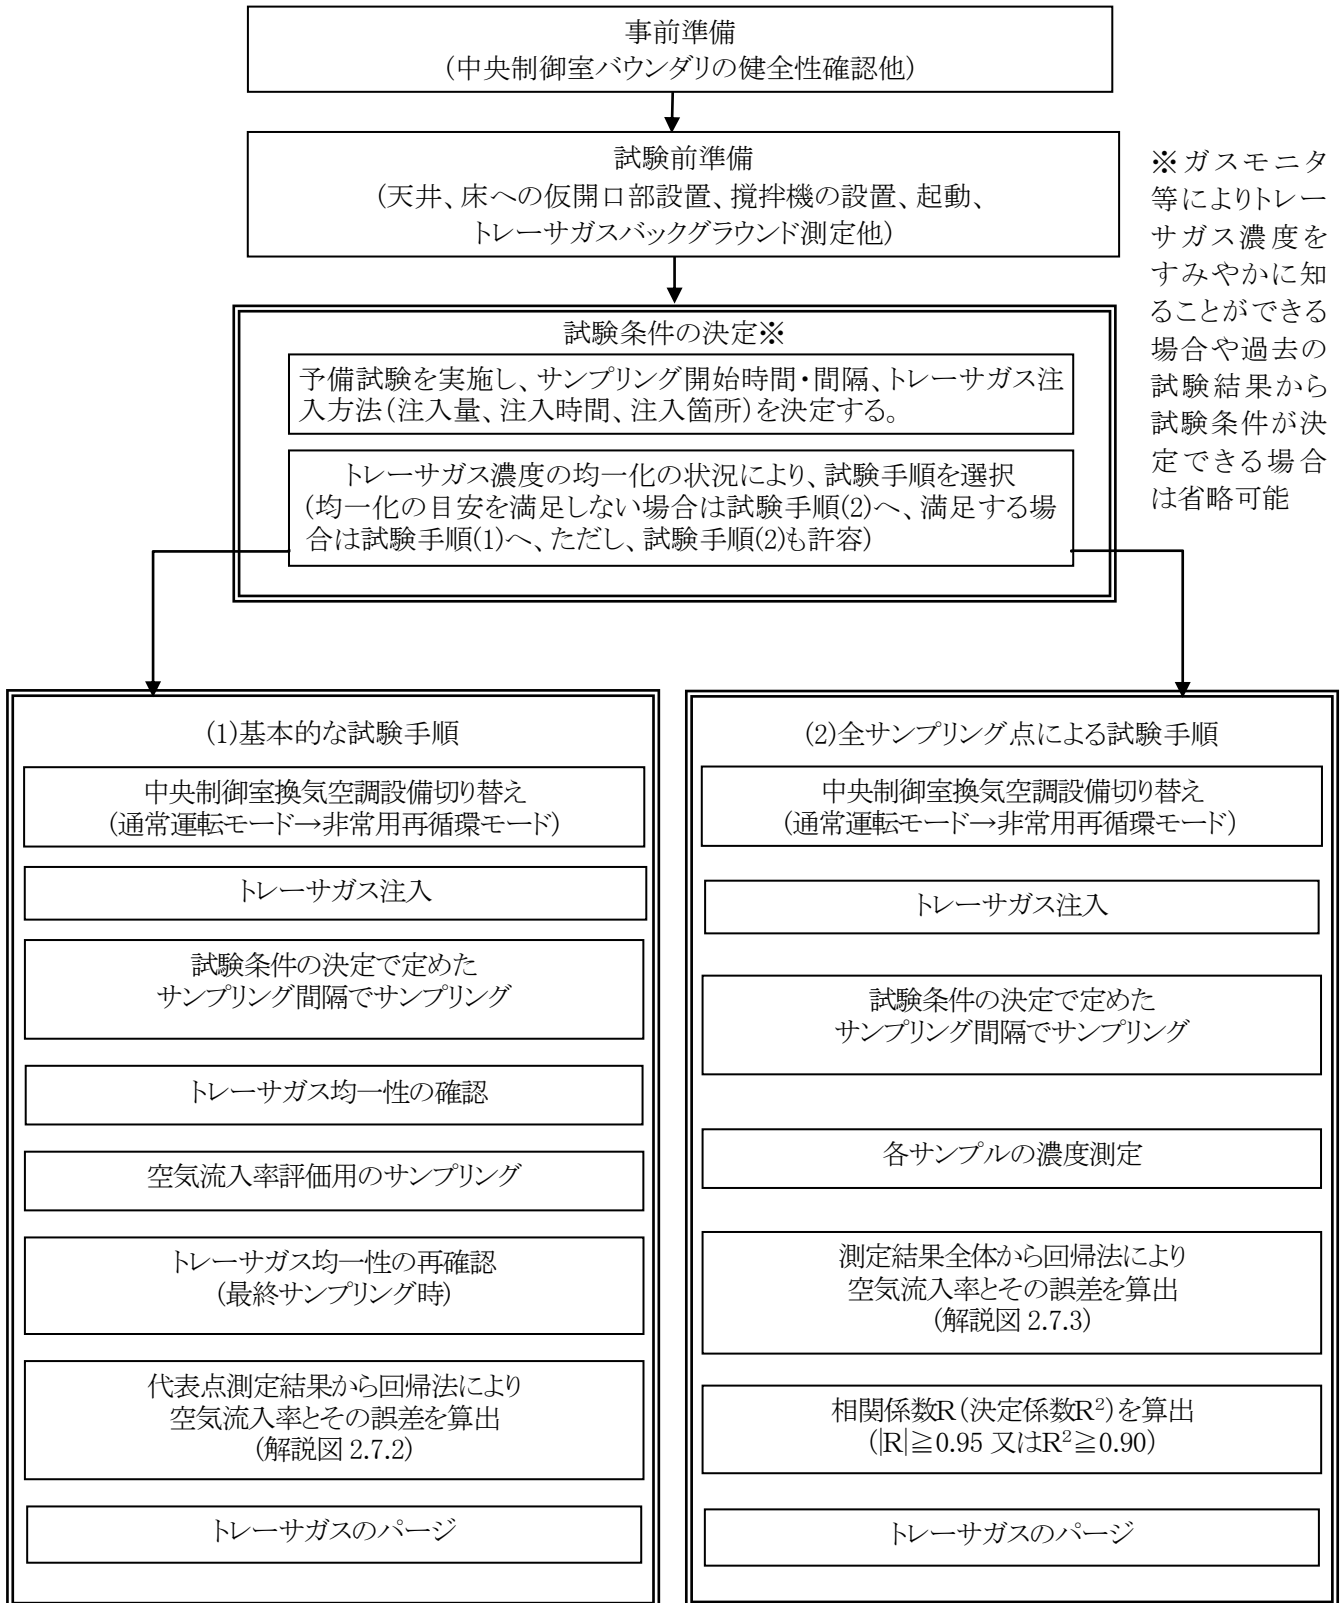 事前準備
(中央制御室バウンダリの健全性確認他)
試験前準備
(天井、床への仮開口部設置、撹拌機の設置、起動、
トレーサガスバックグラウンド測定他)
※ガスモニタ
等によりトレー
サガス濃度を
すみやかに知
ることができる
場合や過去の
試験結果から
試験条件が決
定できる場合
は省略可能
試験条件の決定※
予備試験を実施し、サンプリング開始時間・間隔、トレーサガス注
入方法(注入量、注入時間、注入箇所)を決定する。
トレーサガス濃度の均一化の状況により、試験手順を選択
(均一化の目安を満足しない場合は試験手順(2)へ、満足する場
合は試験手順(1)へ、ただし、試験手順(2)も許容)
(1)基本的な試験手順
中央制御室換気空調設備切り替え
(通常運転モード→非常用再循環モード)
トレーサガス注入
試験条件の決定で定めた
サンプリング間隔でサンプリング
トレーサガス均一性の確認
空気流入率評価用のサンプリング
トレーサガス均一性の再確認
(最終サンプリング時)
代表点測定結果から回帰法により
空気流入率とその誤差を算出
(解説図 2.7.2)
トレーサガスのパージ
(2)全サンプリング点による試験手順
中央制御室換気空調設備切り替え
(通常運転モード→非常用再循環モード)
トレーサガス注入
試験条件の決定で定めた
サンプリング間隔でサンプリング
各サンプルの濃度測定
測定結果全体から回帰法により
空気流入率とその誤差を算出
(解説図 2.7.3)
相関係数R(決定係数R²)を算出
(|R|≧0.95 又はR²≧0.90)
トレーサガスのパージ